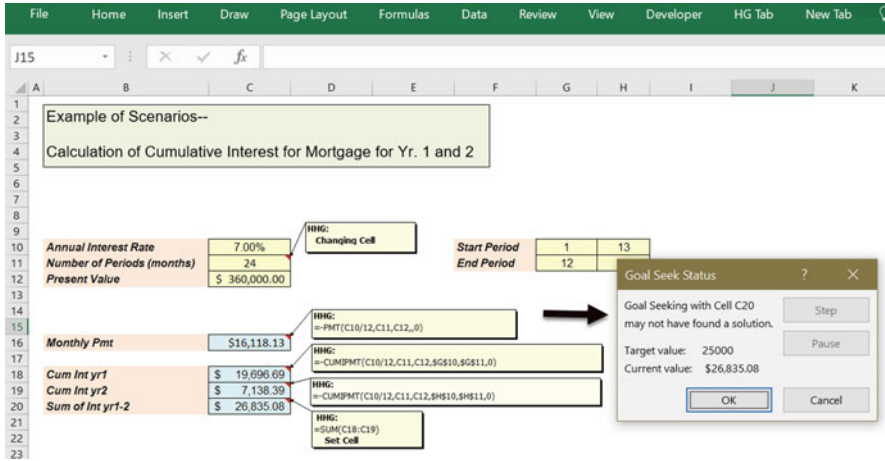 File Home Insert Draw Page Layout Formulas Data Review View Developer HG Tab New Tab
J15 fx
A B C D E F G H I J K
1
2 Example of Scenarios--
3
4 Calculation of Cumulative Interest for Mortgage for Yr. 1 and 2
5
6
7
8
9 HHG:
Changing Cell
10 Annual Interest Rate 7.00% Start Period 1 13
11 Number of Periods (months) 24 End Period 12
12 Present Value $ 360,000.00
13
14 HHG:
15 =-PMT(C10/12,C11,C12,,0)
16 Monthly Pmt $16,118.13
17 HHG:
=-CUMIPMT(C10/12,C11,C12,$G$10,$G$11,0)
18 Cum Int yr1 $ 19,696.69
HHG:
19 Cum Int yr2 $ 7,138.39 =-CUMIPMT(C10/12,C11,C12,$H$10,$H$11,0)
20 Sum of Int yr1-2 $ 26,835.08
21 HHG:
=SUM(C18:C19)
22 Set Cell
23
Goal Seek Status ? ×
Goal Seeking with Cell C20
may not have found a solution.
Target value: 25000
Current value: $26,835.08
Step
Pause
OK Cancel